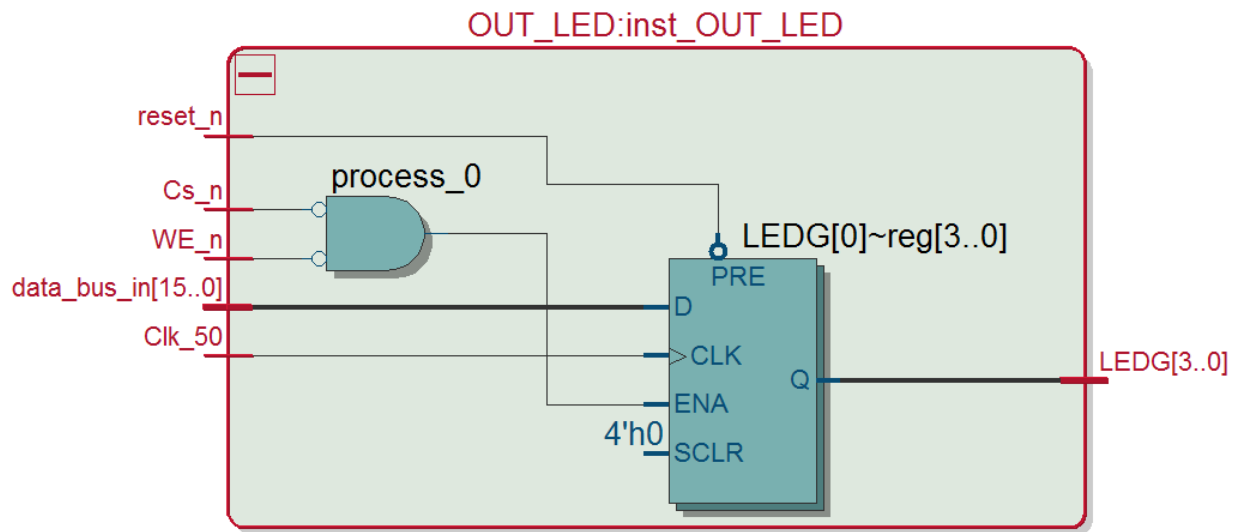 OUT_LED:inst_OUT_LED
reset_n
Cs_n
process_0
WE_n
LEDG[0]~reg[3..0]
PRE
data_bus_in[15..0]
D
Clk_50
CLK
LEDG[3..0]
Q
ENA
4'h0
SCLR